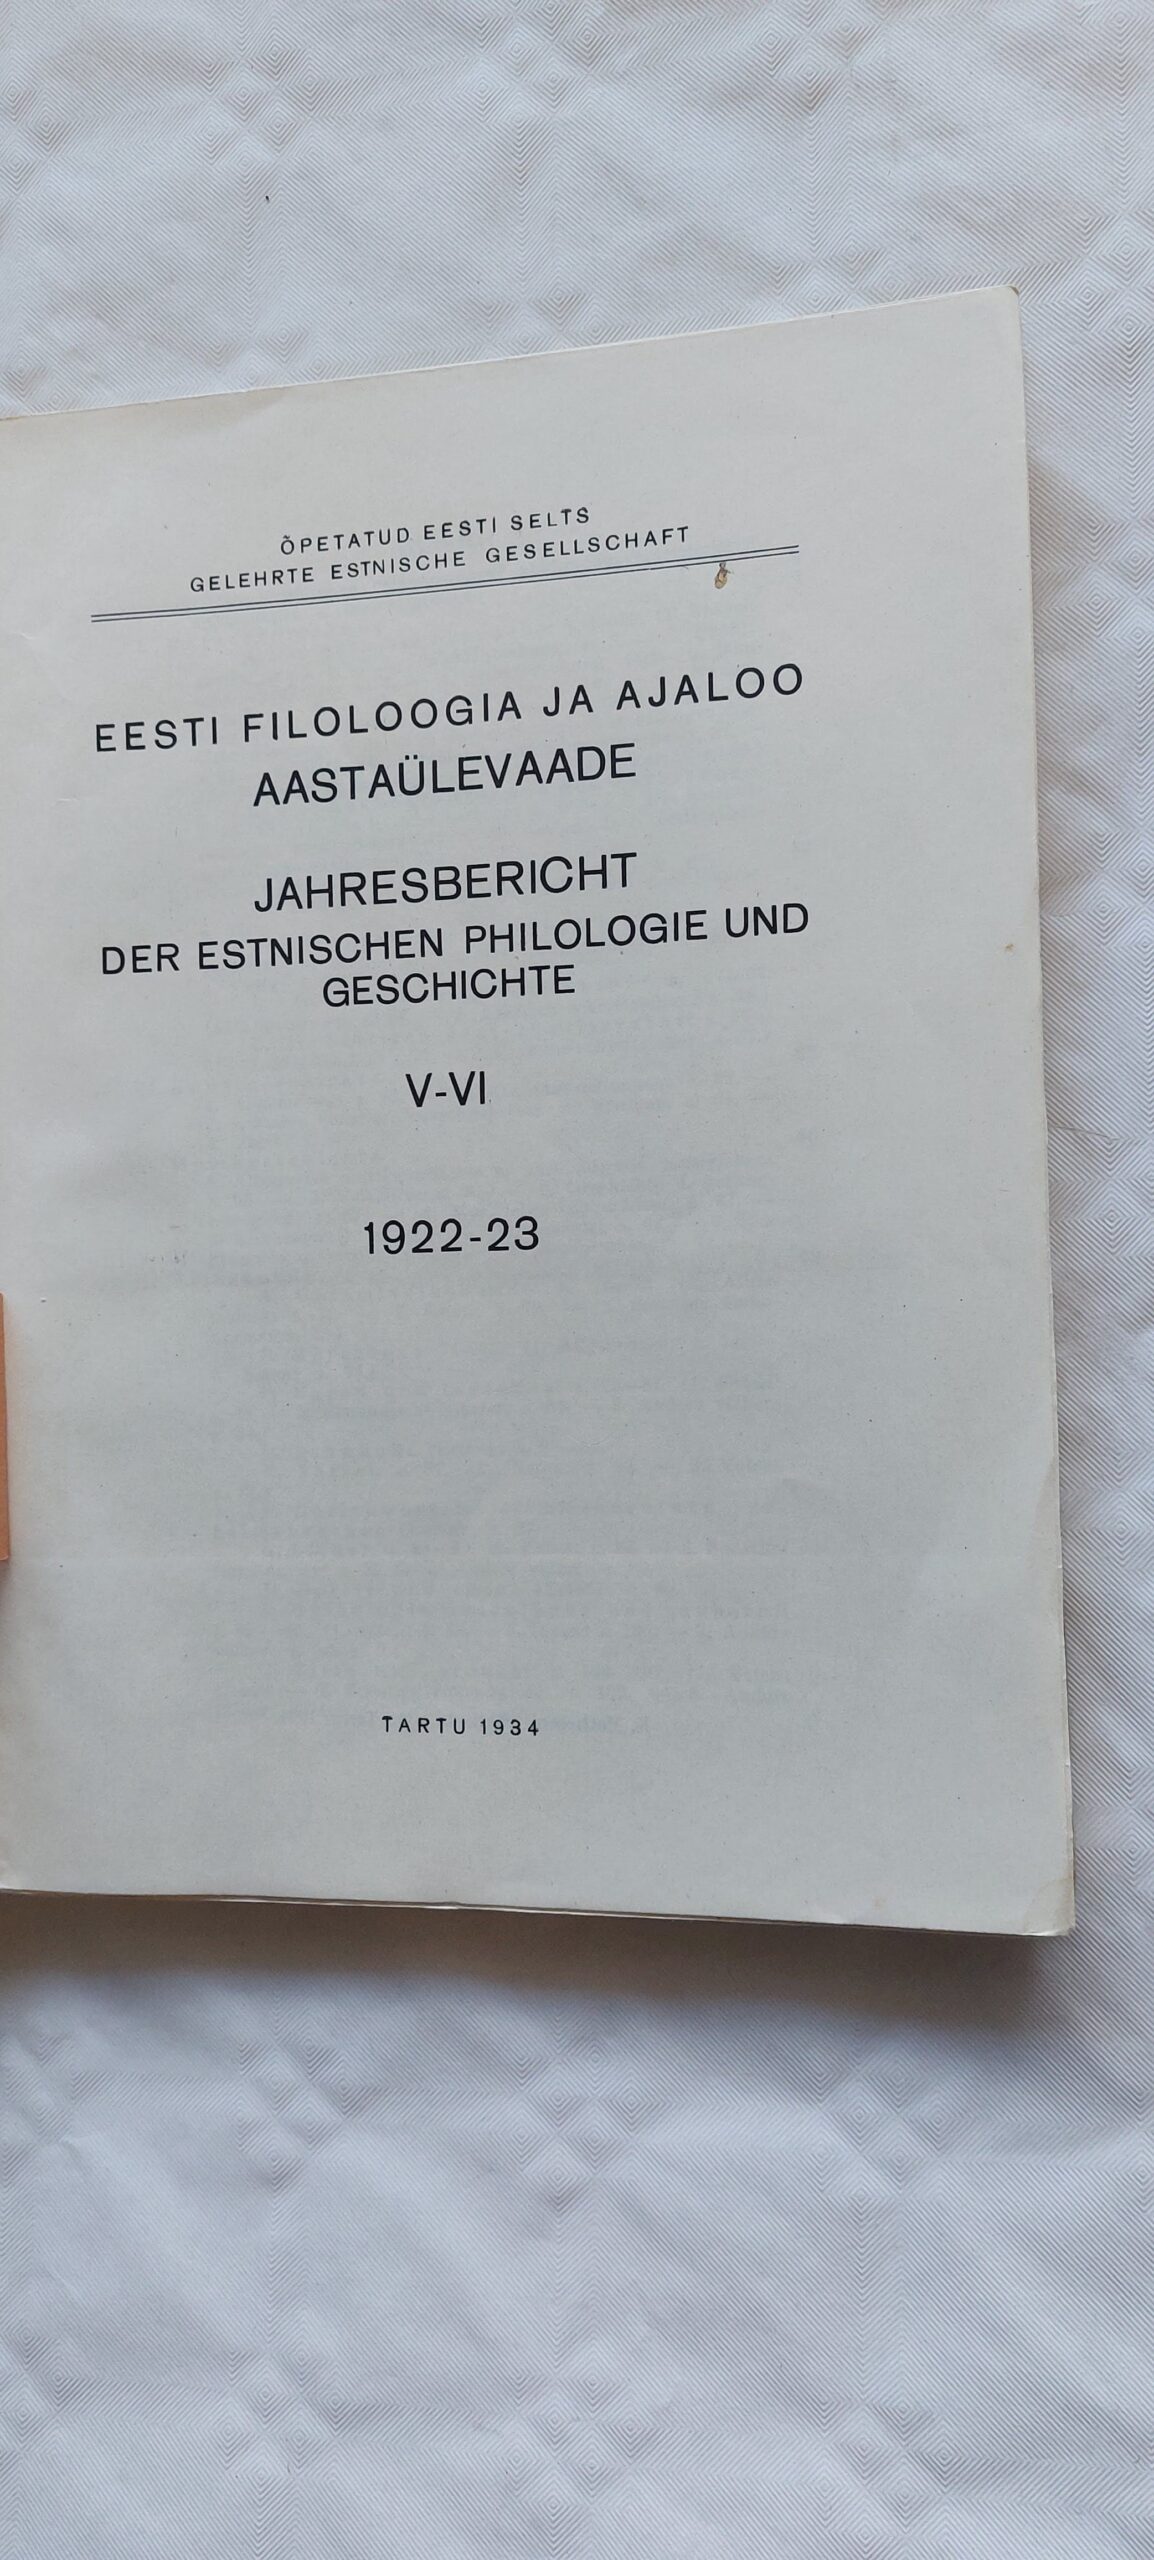 ÕPETATUD EESTI SELTS
GELEHRTE ESTNISCHE GESELLSCHAFT
EESTI FILOLOOGIA JA AJALOO
AASTAÜLEVAADE
JAHRESBERICHT
DER ESTNISCHEN PHILOLOGIE UND
GESCHICHTE
V-VI
1922-23
TARTU 1934